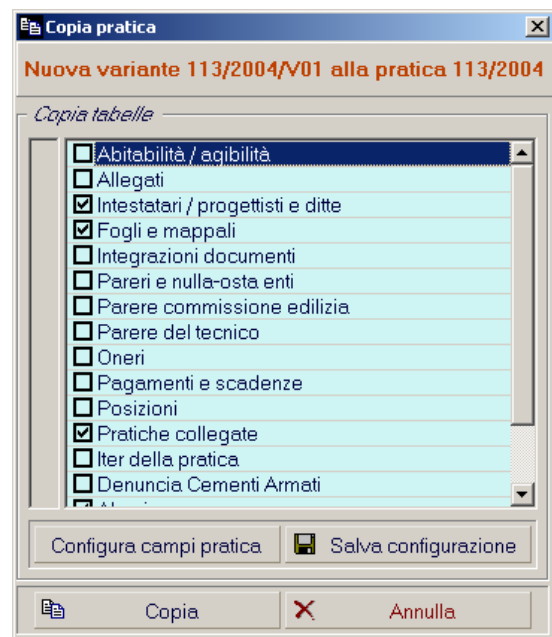 Copia pratica
Nuova variante 113/2004/V01 alla pratica 113/2004
Copia tabelle
Abitabilità / agibilità
Allegati
Intestatari / progettisti e ditte
Fogli e mappali
Integrazioni documenti
Pareri e nulla-osta enti
Parere commissione edilizia
Parere del tecnico
Oneri
Pagamenti e scadenze
Posizioni
Pratiche collegate
Iter della pratica
Denuncia Cementi Armati
Configura campi pratica Salva configurazione
Copia Annulla